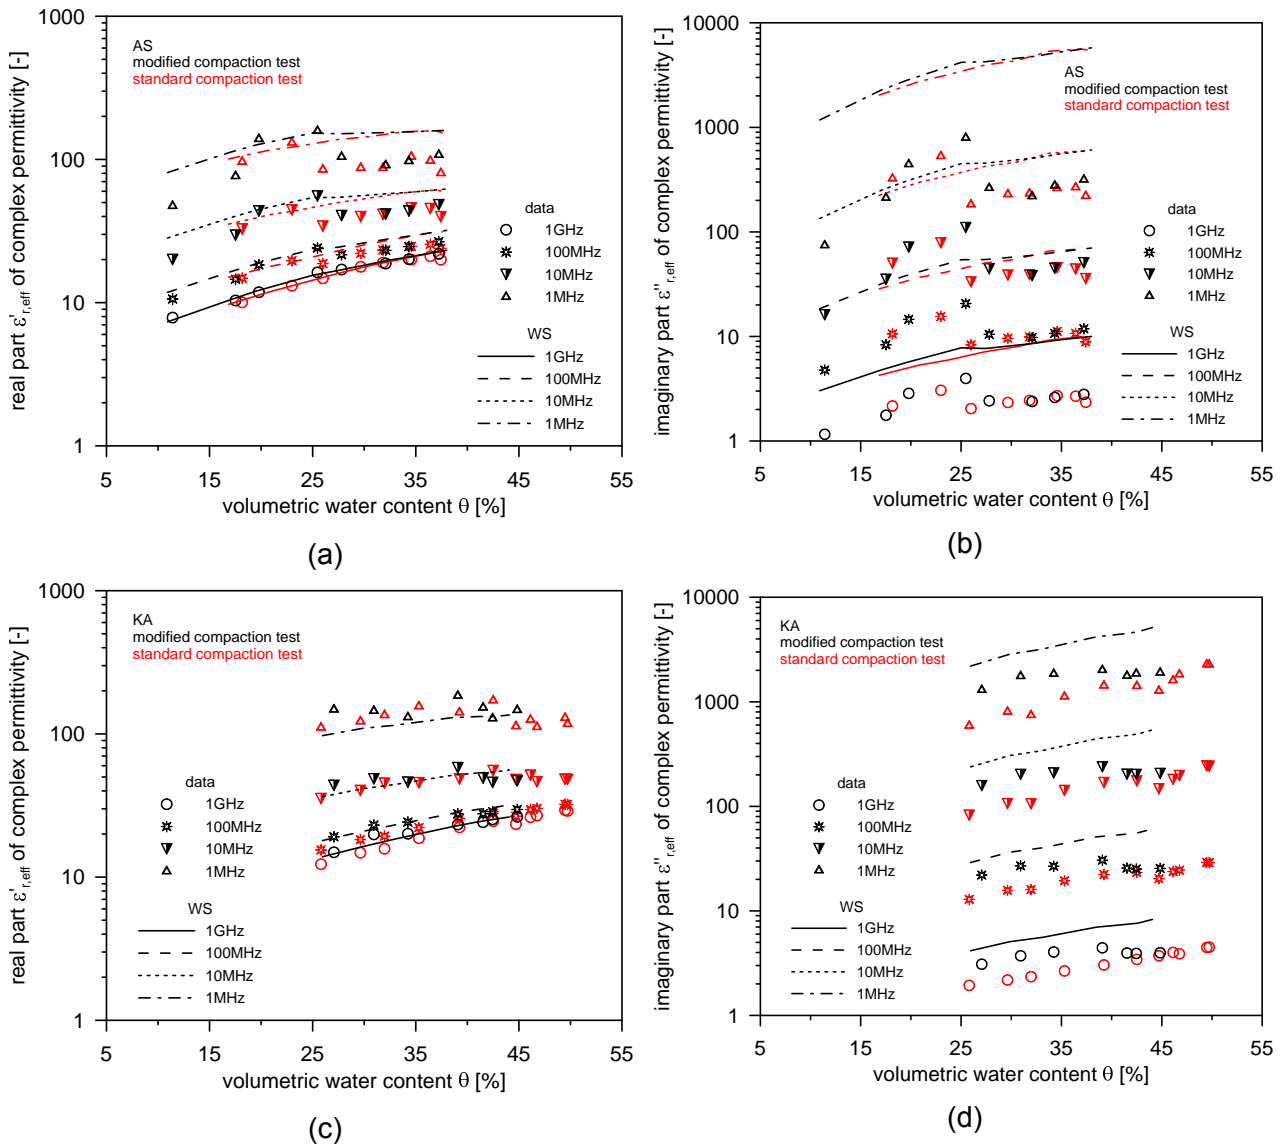 real part ε'r,eff of complex permittivity [-]
1000
100
10
1
AS
modified compaction test
standard compaction test
data
1GHz
100MHz
10MHz
1MHz
WS
1GHz
100MHz
10MHz
1MHz
5 15 25 35 45 55
volumetric water content θ [%]
(a)
imaginary part ε''r,eff of complex permittivity [-]
10000
1000
100
10
1
AS
modified compaction test
standard compaction test
data
1GHz
100MHz
10MHz
1MHz
WS
1GHz
100MHz
10MHz
1MHz
5 15 25 35 45 55
volumetric water content θ [%]
(b)
real part ε'r,eff of complex permittivity [-]
1000
100
10
1
KA
modified compaction test
standard compaction test
data
1GHz
100MHz
10MHz
1MHz
WS
1GHz
100MHz
10MHz
1MHz
5 15 25 35 45 55
volumetric water content θ [%]
(c)
imaginary part ε''r,eff of complex permittivity [-]
10000
1000
100
10
1
KA
modified compaction test
standard compaction test
data
1GHz
100MHz
10MHz
1MHz
WS
1GHz
100MHz
10MHz
1MHz
5 15 25 35 45 55
volumetric water content θ [%]
(d)